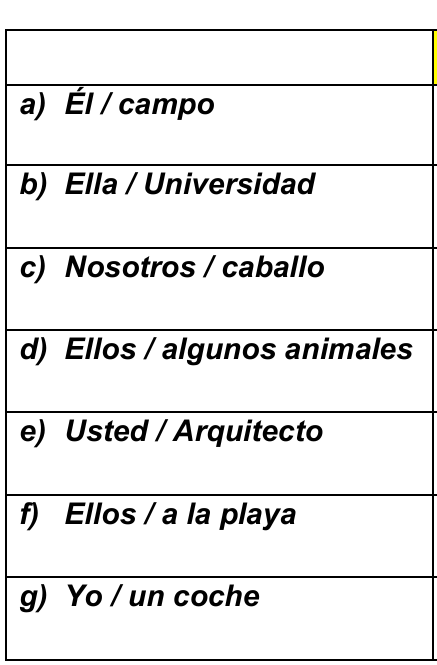 a) Él / campo
b) Ella / Universidad
c) Nosotros / caballo
d) Ellos / algunos animales
e) Usted / Arquitecto
f) Ellos / a la playa
g) Yo / un coche